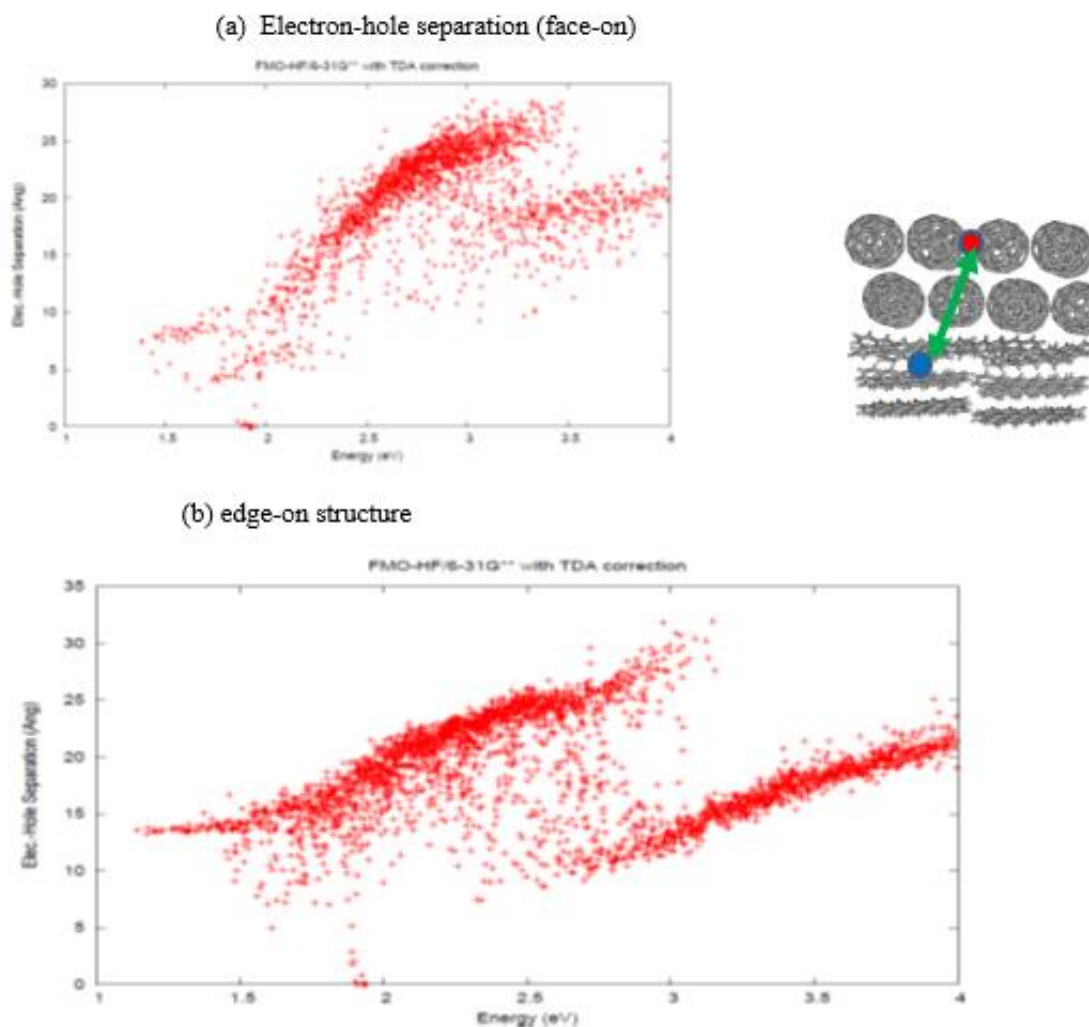 (a) Electron-hole separation (face-on)
FMO-HF/6-31G** with TDA correction
Elec.-Hole Separation (Ang)
30
25
20
15
10
5
0
1 1.5 2 2.5 3 3.5 4
Energy (eV)
(b) edge-on structure
FMO-HF/6-31G** with TDA correction
Elec.-Hole Separation (Ang)
35
30
25
20
15
10
5
0
1 1.5 2 2.5 3 3.5 4
Energy (eV)